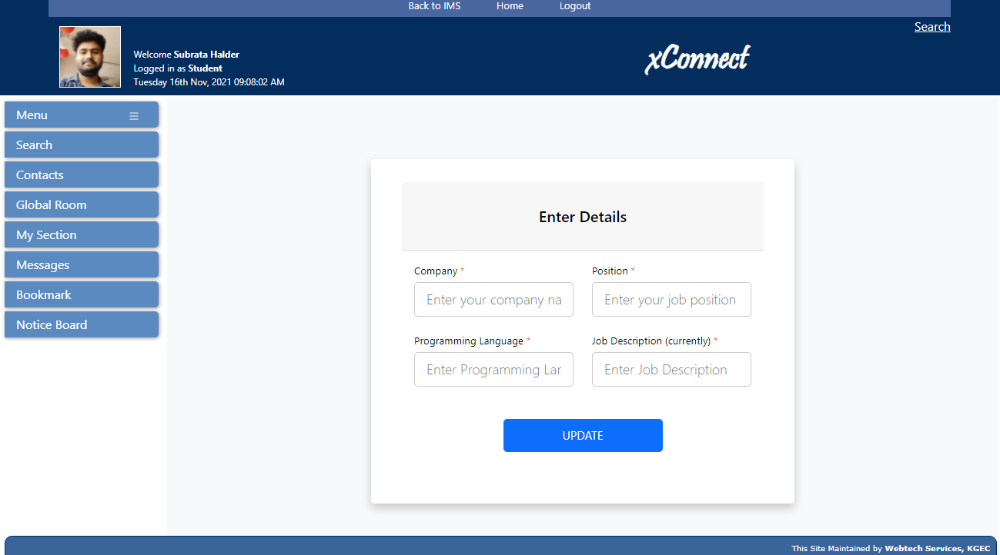 Back to IMS Home Logout
Search
Welcome Subrata Halder
Logged in as Student
Tuesday 16th Nov, 2021 09:08:02 AM
xConnect
Menu
Search
Contacts
Global Room
My Section
Messages
Bookmark
Notice Board
Enter Details
Company * Position *
Enter your company na Enter your job position
Programming Language * Job Description (currently) *
Enter Programming Lar Enter Job Description
UPDATE
This Site Maintained by Webtech Services, KGEC